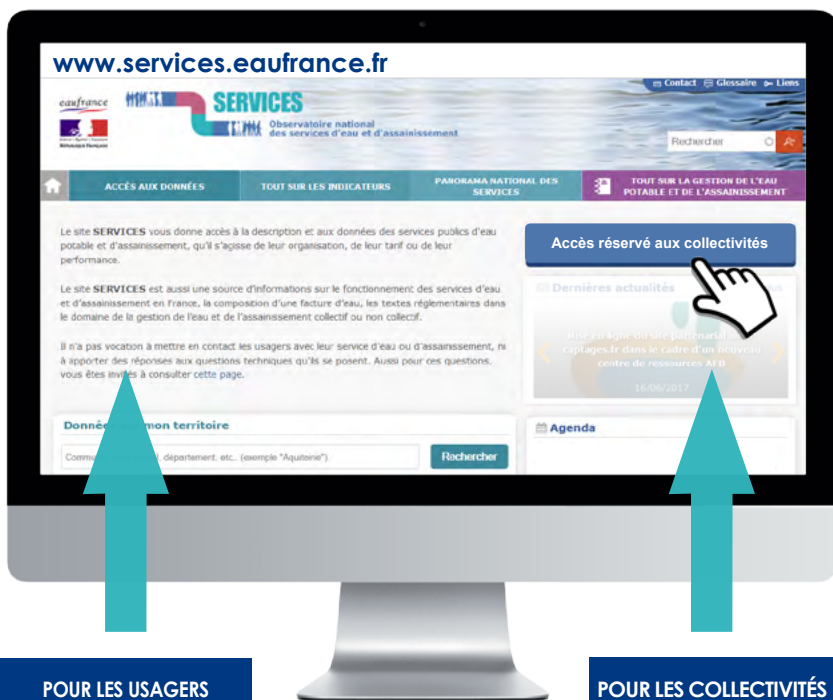 www.services.eaufrance.fr
Contact Glossaire Liens
eaufrance
SERVICES
Observatoire national
des services d'eau et d'assainissement
RÉPUBLIQUE FRANÇAISE
Rechercher
ACCÈS AUX DONNÉES
TOUT SUR LES INDICATEURS
PANORAMA NATIONAL DES
SERVICES
TOUT SUR LA GESTION DE L'EAU
POTABLE ET DE L'ASSAINISSEMENT
Le site SERVICES vous donne accès à la description et aux données des services publics d'eau
potable et d'assainissement, qu'il s'agisse de leur organisation, de leur tarif ou de leur
performance.
Le site SERVICES est aussi une source d'informations sur le fonctionnement des services d'eau
et d'assainissement en France, la composition d'une facture d'eau, les textes réglementaires dans
le domaine de la gestion de l'eau et de l'assainissement collectif ou non collectif.
Il n'a pas vocation à mettre en contact les usagers avec leur service d'eau ou d'assainissement, ni
à apporter des réponses aux questions techniques qu'ils se posent. Aussi pour ces questions,
vous êtes invités à consulter cette page.
Accès réservé aux collectivités
Dernières actualités
Mise en ligne du site partenarial
captages.fr dans le cadre d'un nouveau
centre de ressources AFB
16/06/2017
Données mon territoire
département, etc.. (exemple "Aquitaine").
Rechercher
Agenda
POUR LES USAGERS
POUR LES COLLECTIVITÉS